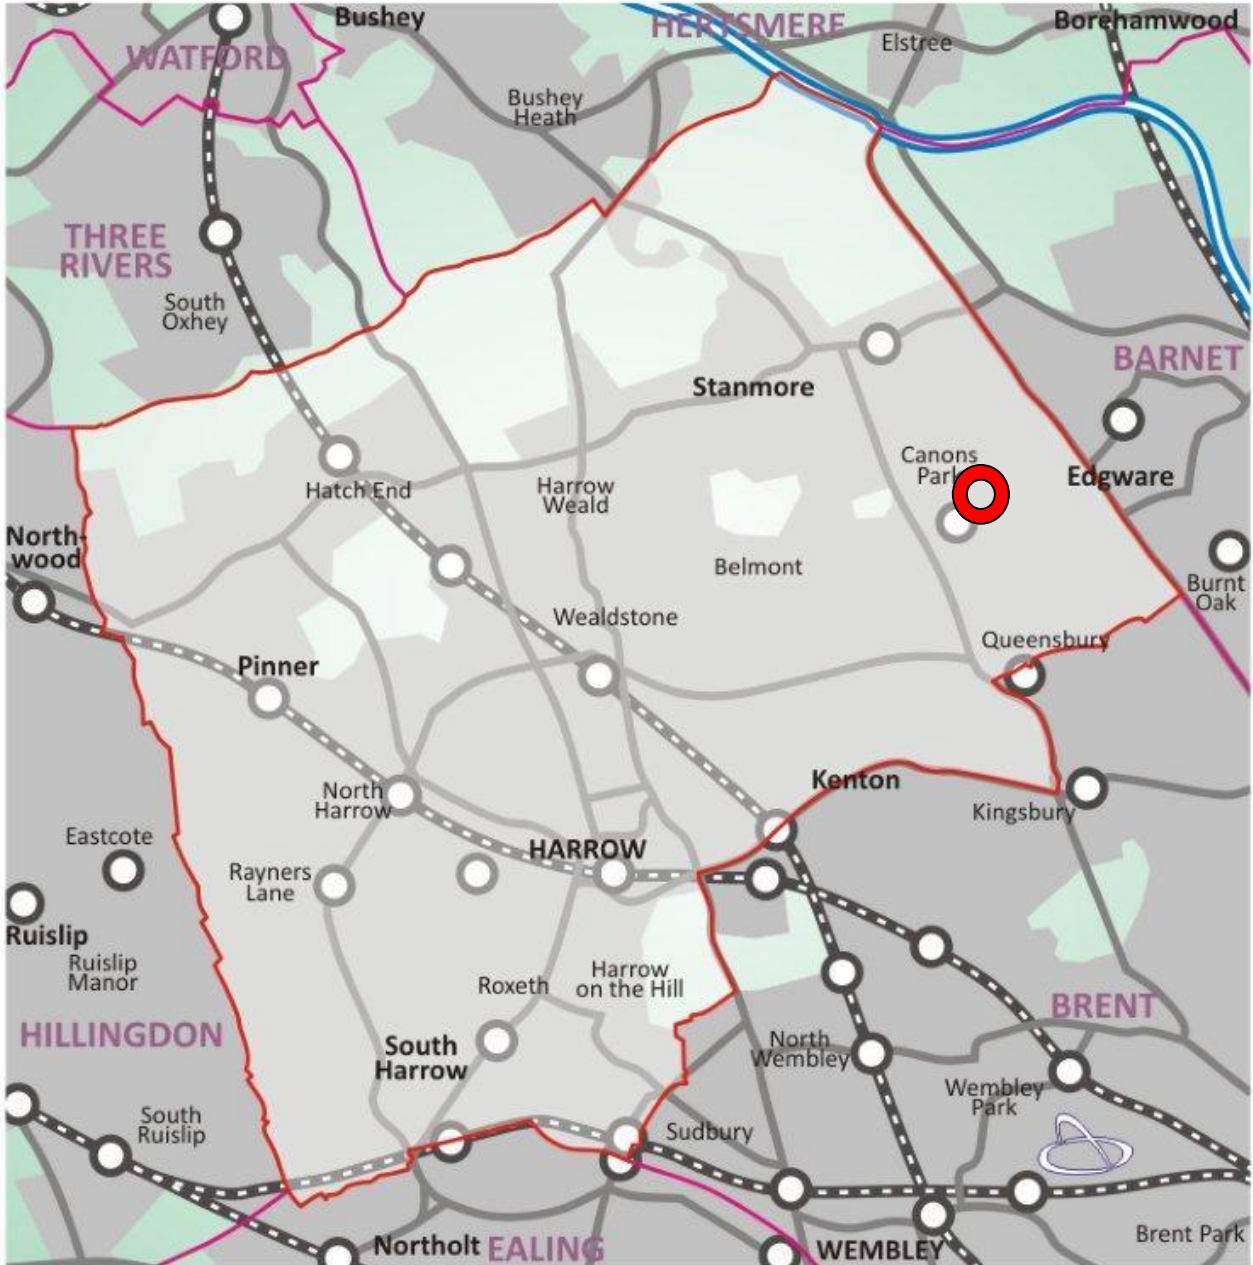 Bushey
HERTSMERE
Borehamwood
Elstree
WATFORD
Bushey
Heath
THREE
RIVERS
South
Oxhey
BARNET
Stanmore
Canons
Park
Edgware
Hatch End
Harrow
Weald
North-
wood
Belmont
Burnt
Oak
Wealdstone
Queensbury
Pinner
Kenton
North
Harrow
Kingsbury
Eastcote
HARROW
Rayners
Lane
Ruislip
Ruislip
Manor
Roxeth
Harrow
on the Hill
BRENT
HILLINGDON
South
Harrow
North
Wembley
Wembley
Park
South
Ruislip
Sudbury
Northolt
EALING
WEMBLEY
Brent Park